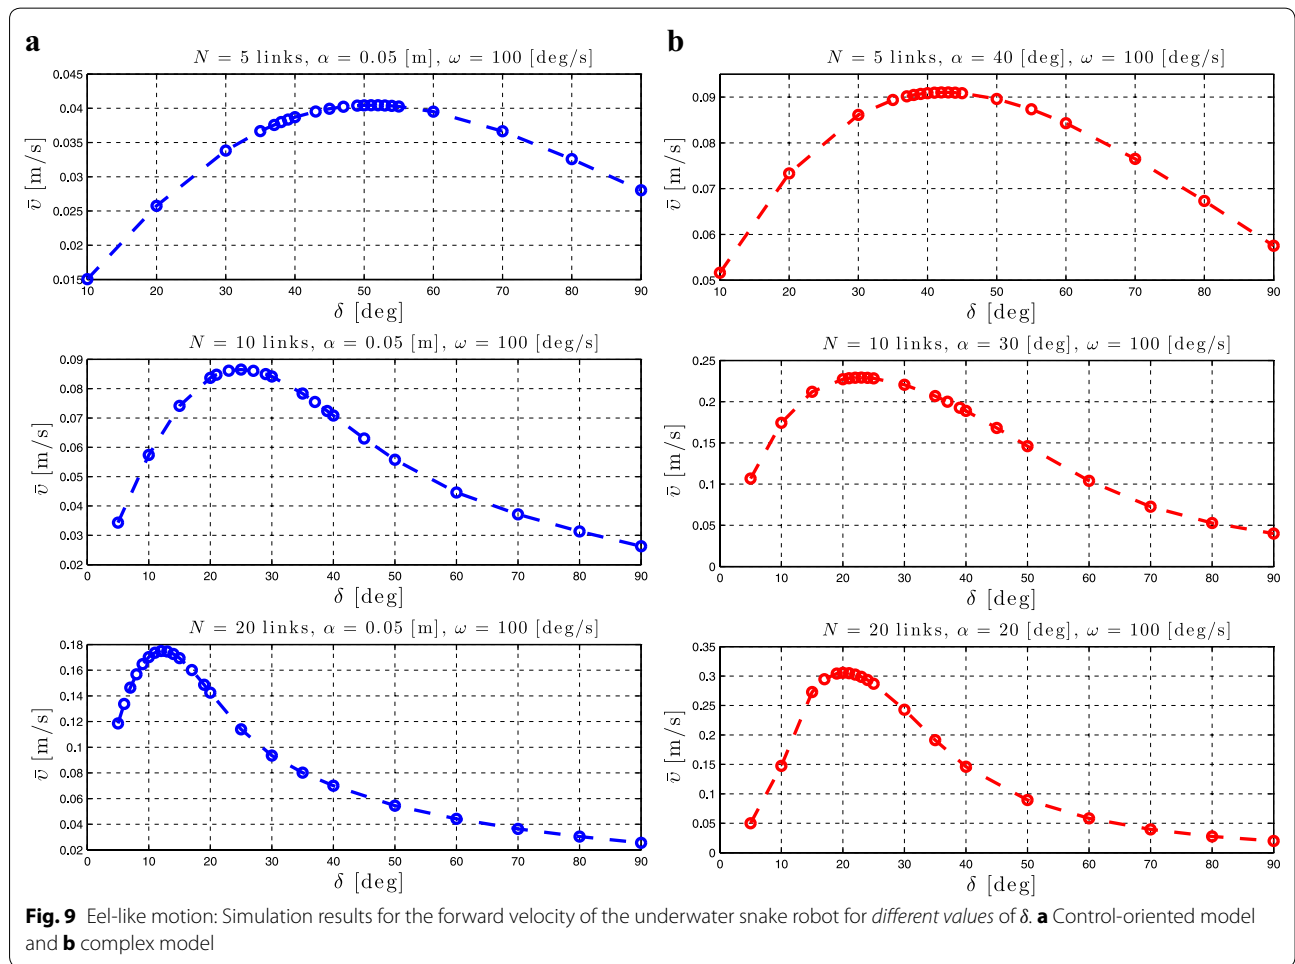 a
N = 5 links, α = 0.05 [m], ω = 100 [deg/s]
0.045
0.04
0.035
0.03
0.025
0.02
0.015
v̄ [m/s]
10 20 30 40 50 60 70 80 90
δ [deg]
N = 10 links, α = 0.05 [m], ω = 100 [deg/s]
0.09
0.08
0.07
0.06
0.05
0.04
0.03
0.02
v̄ [m/s]
0 10 20 30 40 50 60 70 80 90
δ [deg]
N = 20 links, α = 0.05 [m], ω = 100 [deg/s]
0.18
0.16
0.14
0.12
0.1
0.08
0.06
0.04
0.02
v̄ [m/s]
0 10 20 30 40 50 60 70 80 90
δ [deg]
b
N = 5 links, α = 40 [deg], ω = 100 [deg/s]
0.09
0.08
0.07
0.06
0.05
v̄ [m/s]
10 20 30 40 50 60 70 80 90
δ [deg]
N = 10 links, α = 30 [deg], ω = 100 [deg/s]
0.25
0.2
0.15
0.1
0.05
0
v̄ [m/s]
0 10 20 30 40 50 60 70 80 90
δ [deg]
N = 20 links, α = 20 [deg], ω = 100 [deg/s]
0.35
0.3
0.25
0.2
0.15
0.1
0.05
0
v̄ [m/s]
0 10 20 30 40 50 60 70 80 90
δ [deg]
Fig. 9 Eel-like motion: Simulation results for the forward velocity of the underwater snake robot for different values of δ. a Control-oriented model
and b complex model